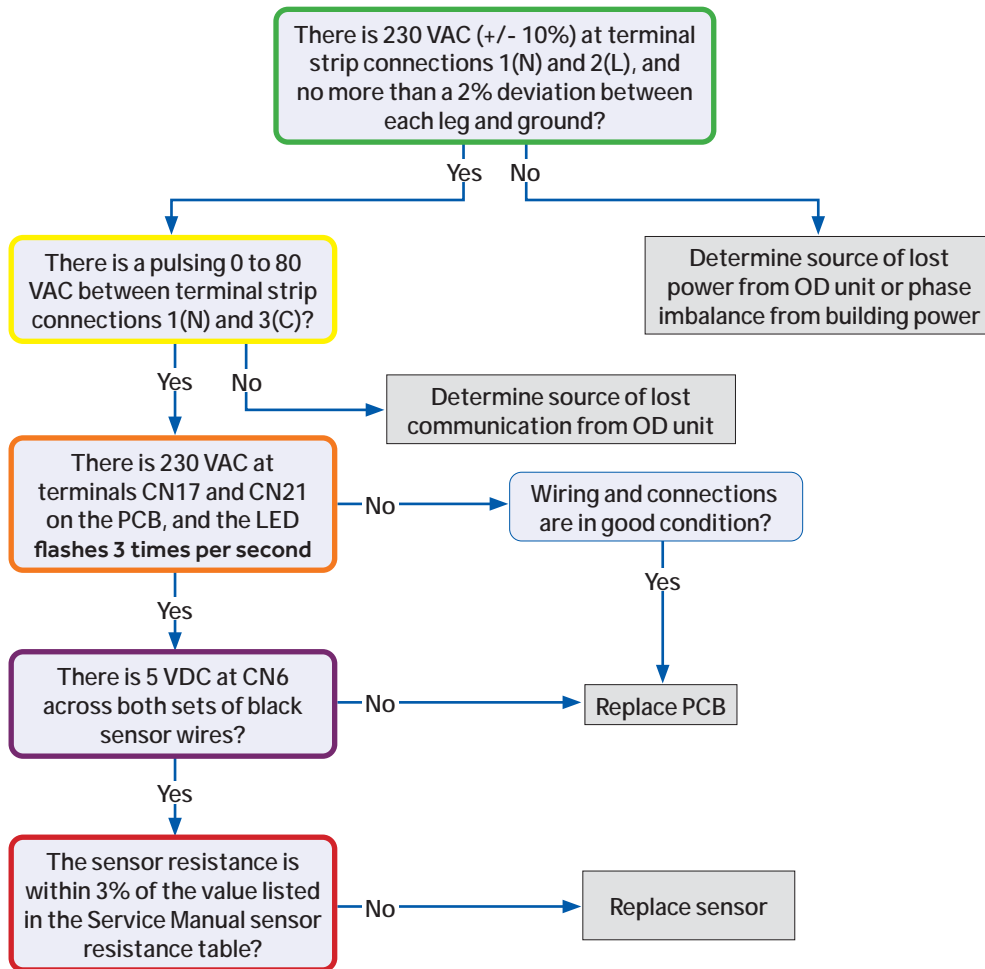 There is 230 VAC (+/- 10%) at terminal
strip connections 1(N) and 2(L), and
no more than a 2% deviation between
each leg and ground?
Yes
No
There is a pulsing 0 to 80
VAC between terminal strip
connections 1(N) and 3(C)?
Determine source of lost
power from OD unit or phase
imbalance from building power
Yes
No
Determine source of lost
communication from OD unit
There is 230 VAC at
terminals CN17 and CN21
on the PCB, and the LED
flashes 3 times per second
No
Wiring and connections
are in good condition?
Yes
Yes
There is 5 VDC at CN6
across both sets of black
sensor wires?
No
Replace PCB
Yes
The sensor resistance is
within 3% of the value listed
in the Service Manual sensor
resistance table?
No
Replace sensor